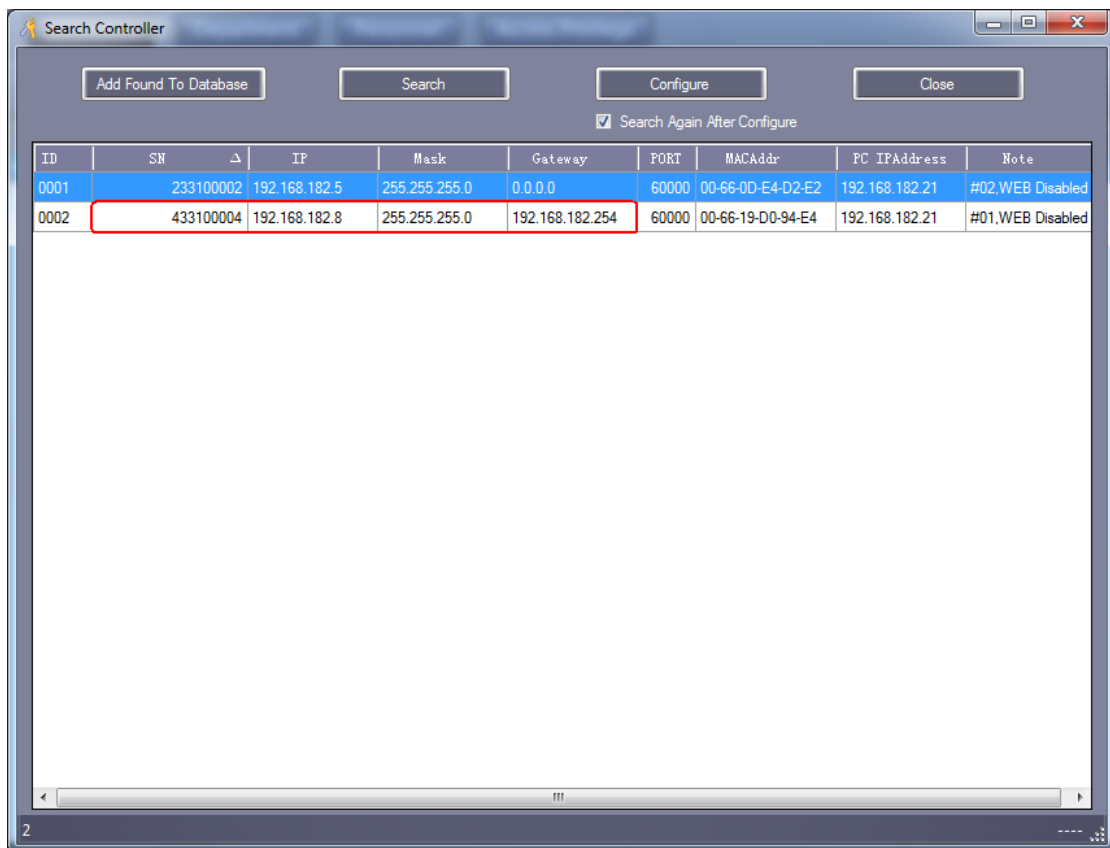 Search Controller
Add Found To Database Search Configure Close
Search Again After Configure
ID SN Δ IP Mask Gateway PORT MACAddr PC IPAddress Note
0001 233100002 192.168.182.5 255.255.255.0 0.0.0.0 60000 00-66-0D-E4-D2-E2 192.168.182.21 #02,WEB Disabled
0002 433100004 192.168.182.8 255.255.255.0 192.168.182.254 60000 00-66-19-D0-94-E4 192.168.182.21 #01,WEB Disabled
2 ----